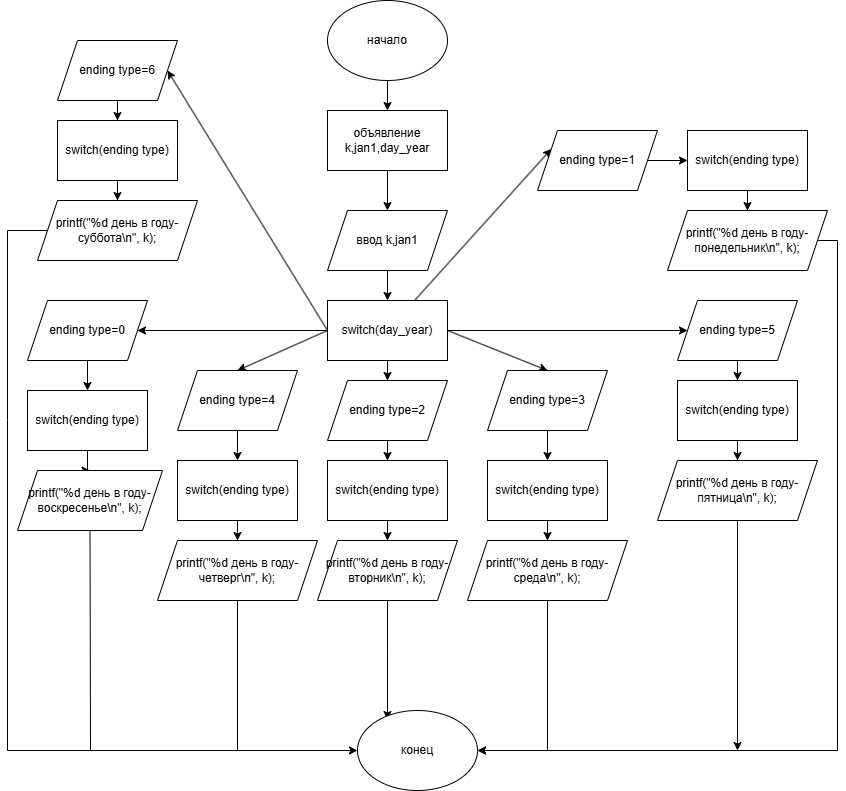 начало
объявление
k,jan1,day_year
ввод k,jan1
switch(day_year)
ending type=6
switch(ending type)
printf("%d день в году-
суббота\n", k);
ending type=1
switch(ending type)
printf("%d день в году-
понедельник\n", k);
ending type=0
switch(ending type)
printf("%d день в году-
воскресенье\n", k);
ending type=4
switch(ending type)
printf("%d день в году-
четверг\n", k);
ending type=2
switch(ending type)
printf("%d день в году-
вторник\n", k);
ending type=3
switch(ending type)
printf("%d день в году-
среда\n", k);
ending type=5
switch(ending type)
printf("%d день в году-
пятница\n", k);
конец